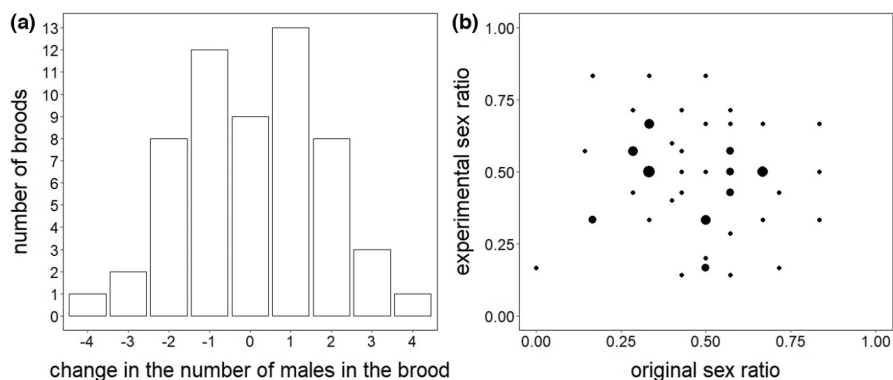 (a)
number of broods
13
12
11
10
9
8
7
6
5
4
3
2
1
0
-4 -3 -2 -1 0 1 2 3 4
change in the number of males in the brood
(b)
experimental sex ratio
1.00
0.75
0.50
0.25
0.00
0.00 0.25 0.50 0.75 1.00
original sex ratio